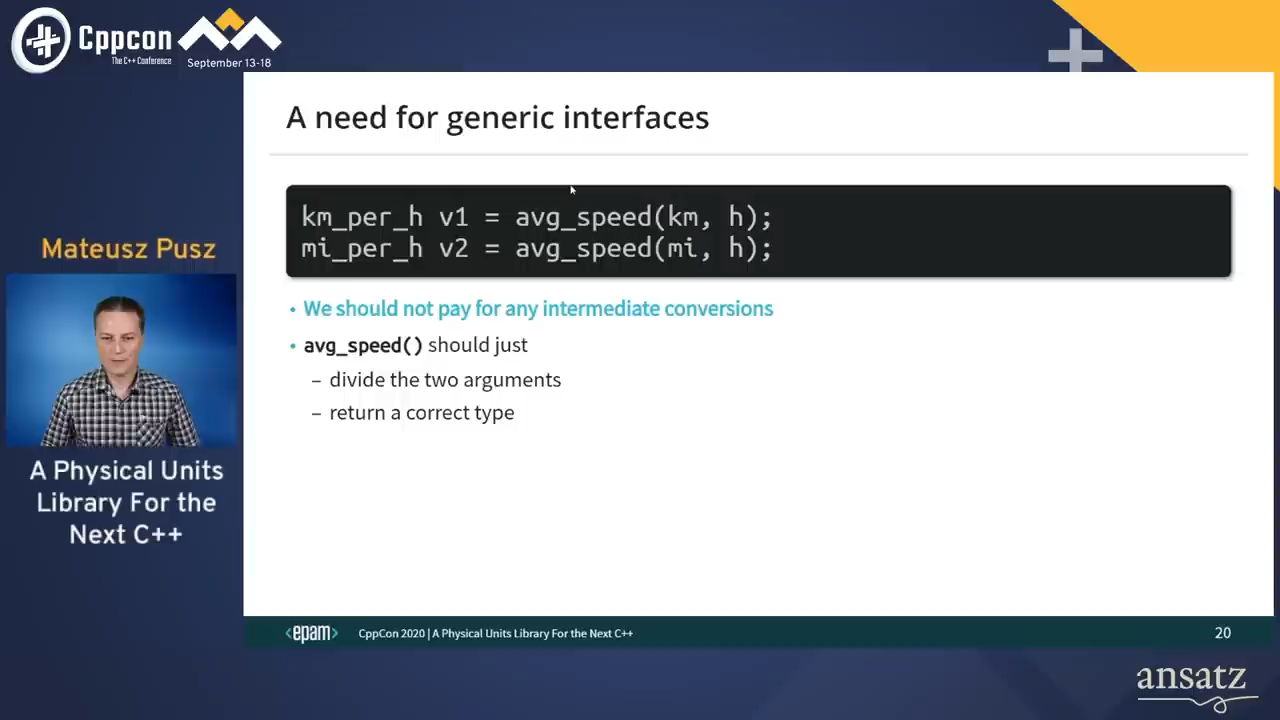 Cppcon
The C++ Conference
September 13-18
A need for generic interfaces
km_per_h v1 = avg_speed(km, h);
mi_per_h v2 = avg_speed(mi, h);
• We should not pay for any intermediate conversions
• avg_speed() should just
– divide the two arguments
– return a correct type
Mateusz Pusz
A Physical Units
Library For the
Next C++
<epam>
CppCon 2020 | A Physical Units Library For the Next C++
20
ansatz